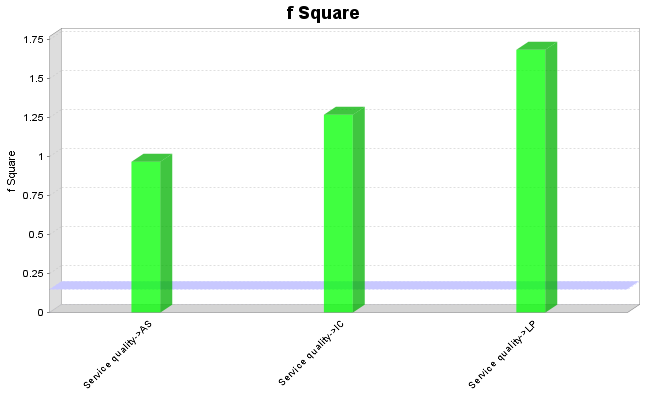 f Square
f Square
1.75
1.5
1.25
1
0.75
0.5
0.25
0
Service quality->AS
Service quality->IC
Service quality->LP